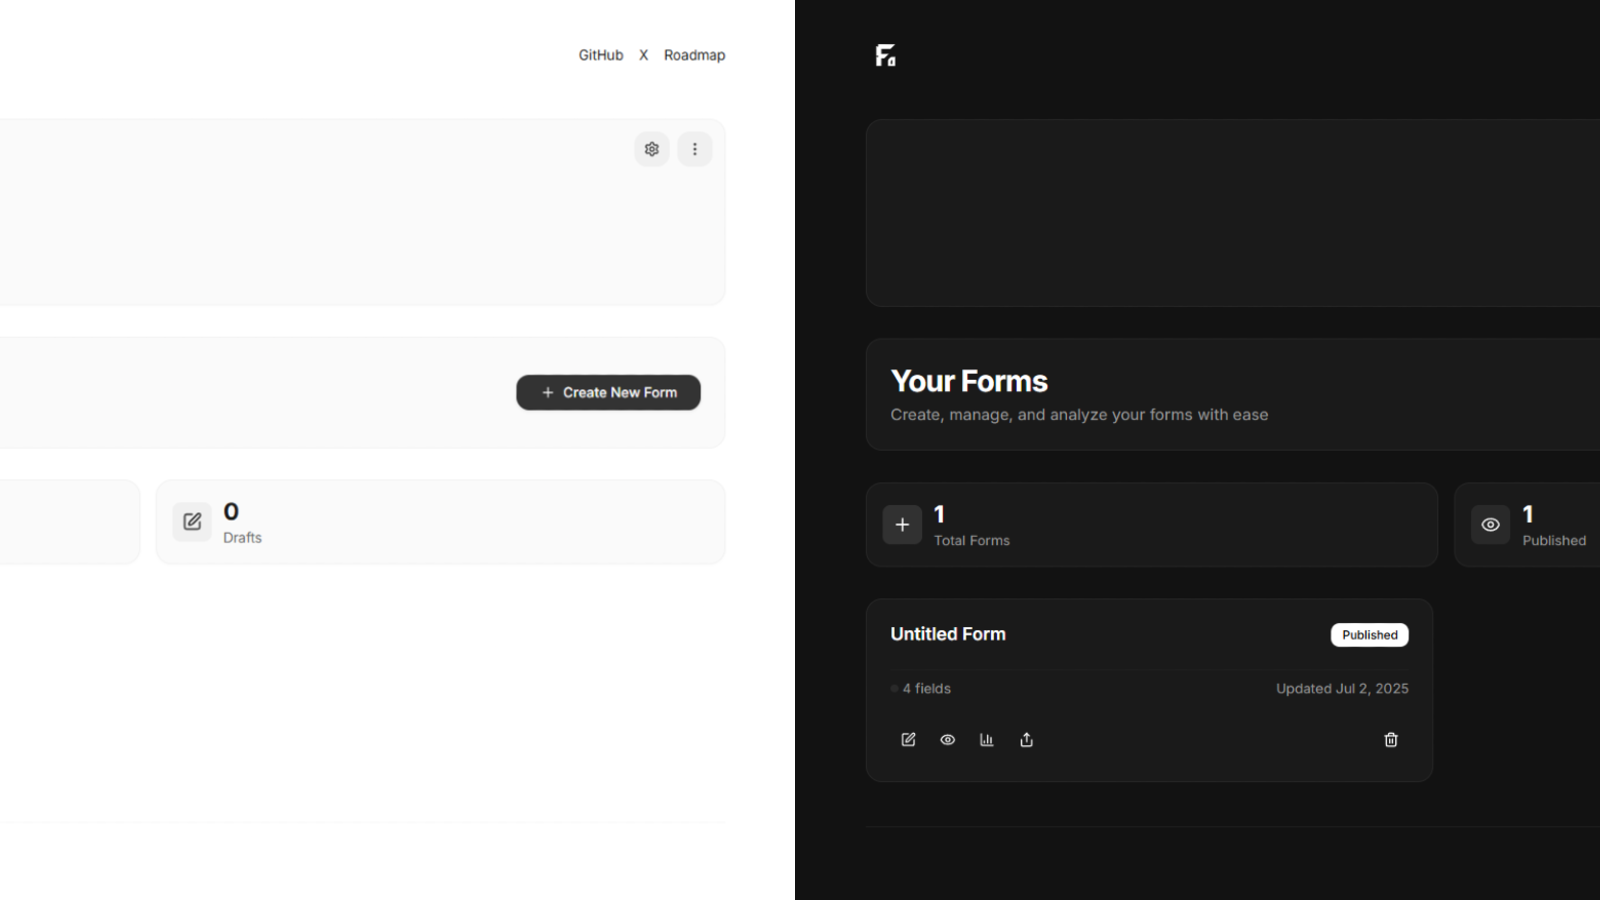 GitHub X Roadmap
Create New Form
0
Drafts
Fa
Your Forms
Create, manage, and analyze your forms with ease
1
Total Forms
1
Published
Untitled Form
Published
4 fields
Updated Jul 2, 2025